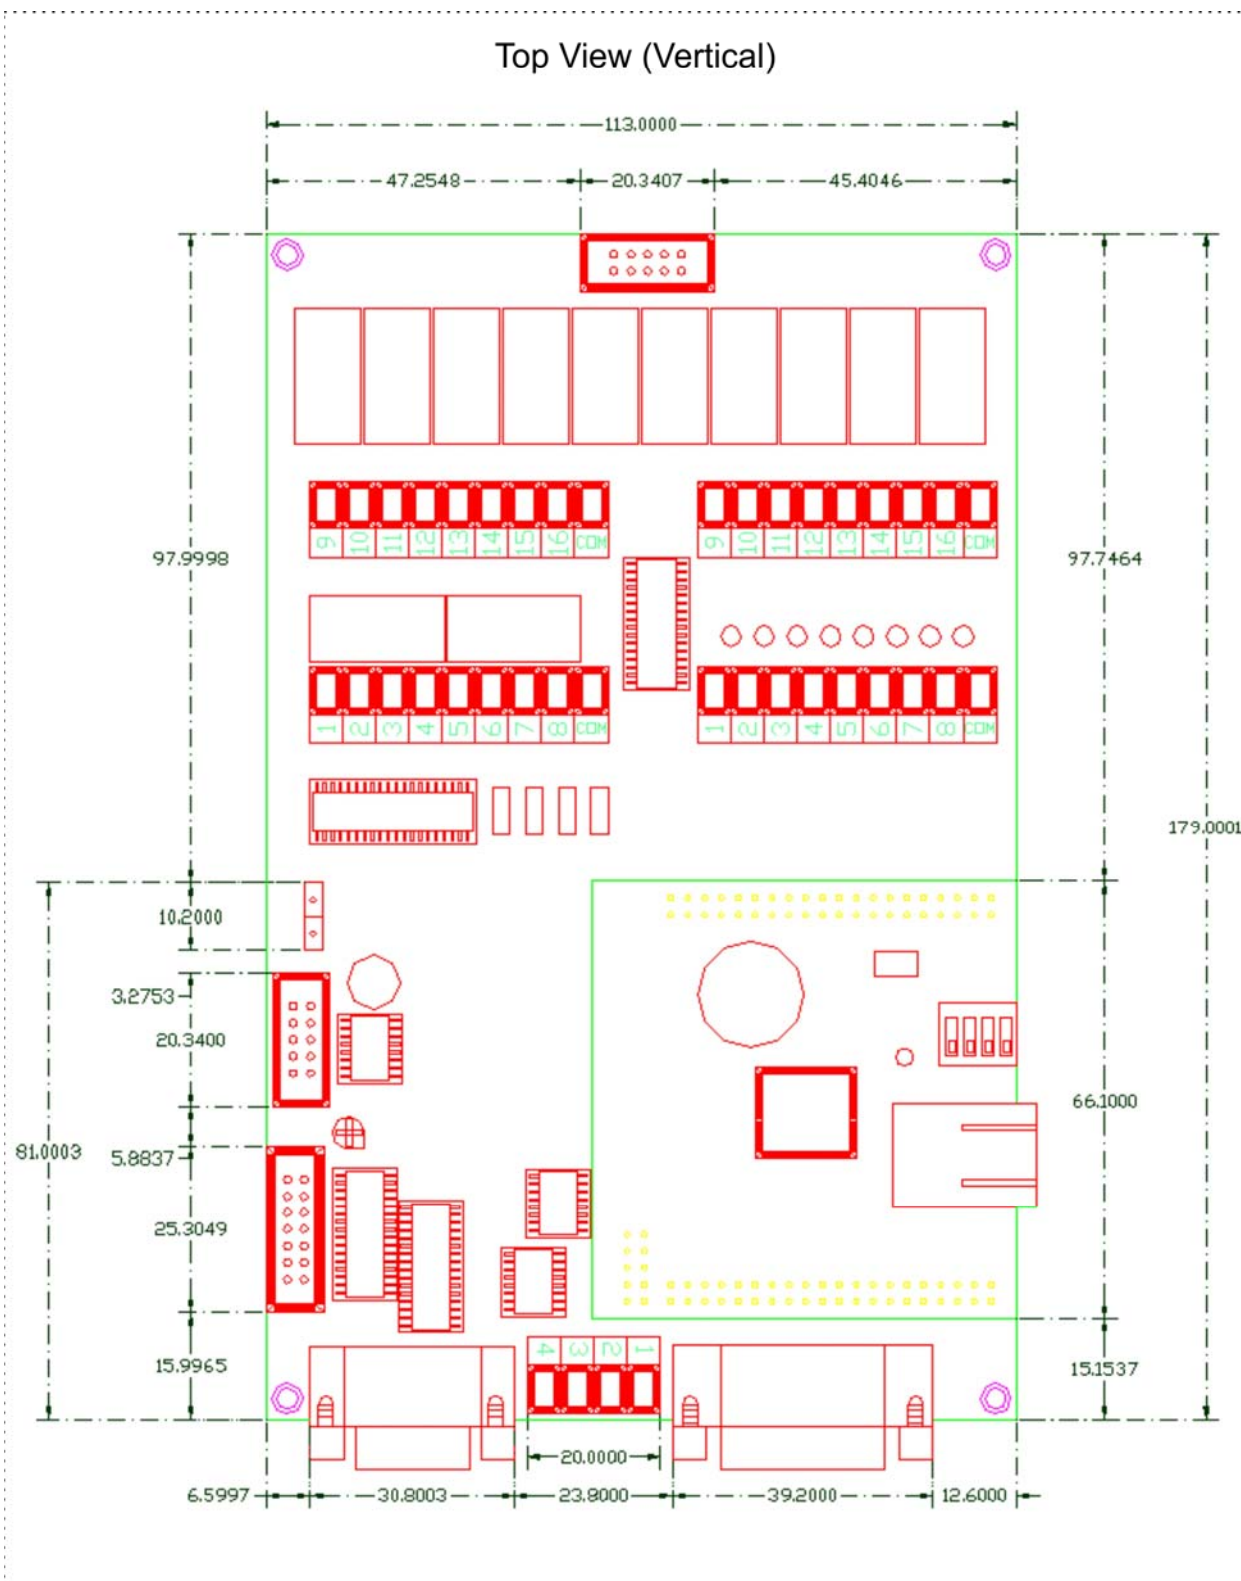 Top View (Vertical)
113.0000
47.2548 20.3407 45.4046
9 10 11 12 13 14 15 16 COM 9 10 11 12 13 14 15 16 COM
97.9998 97.7464
1 2 3 4 5 6 7 8 COM 1 2 3 4 5 6 7 8 COM
179.0001
10.2000
3.2753
20.3400
66.1000
81.0003 5.8837
25.3049
4 3 2 1
15.9965 15.1537
20.0000
6.5997 30.8003 23.8000 39.2000 12.6000